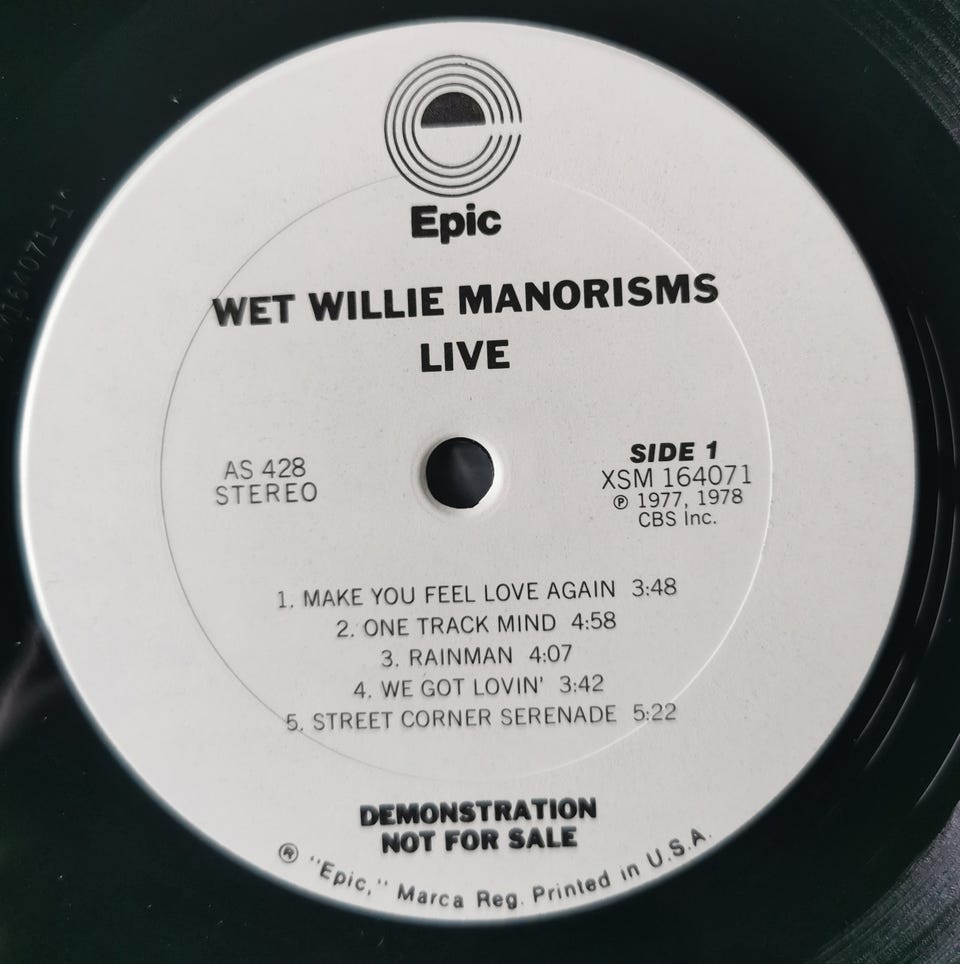 Epic
WET WILLIE MANORISMS
LIVE
AS 428
STEREO
SIDE 1
XSM 164071
℗ 1977, 1978
CBS Inc.
1. MAKE YOU FEEL LOVE AGAIN 3:48
2. ONE TRACK MIND 4:58
3. RAINMAN 4:07
4. WE GOT LOVIN' 3:42
5. STREET CORNER SERENADE 5:22
DEMONSTRATION
NOT FOR SALE
® "Epic," Marca Reg. Printed in U.S.A.